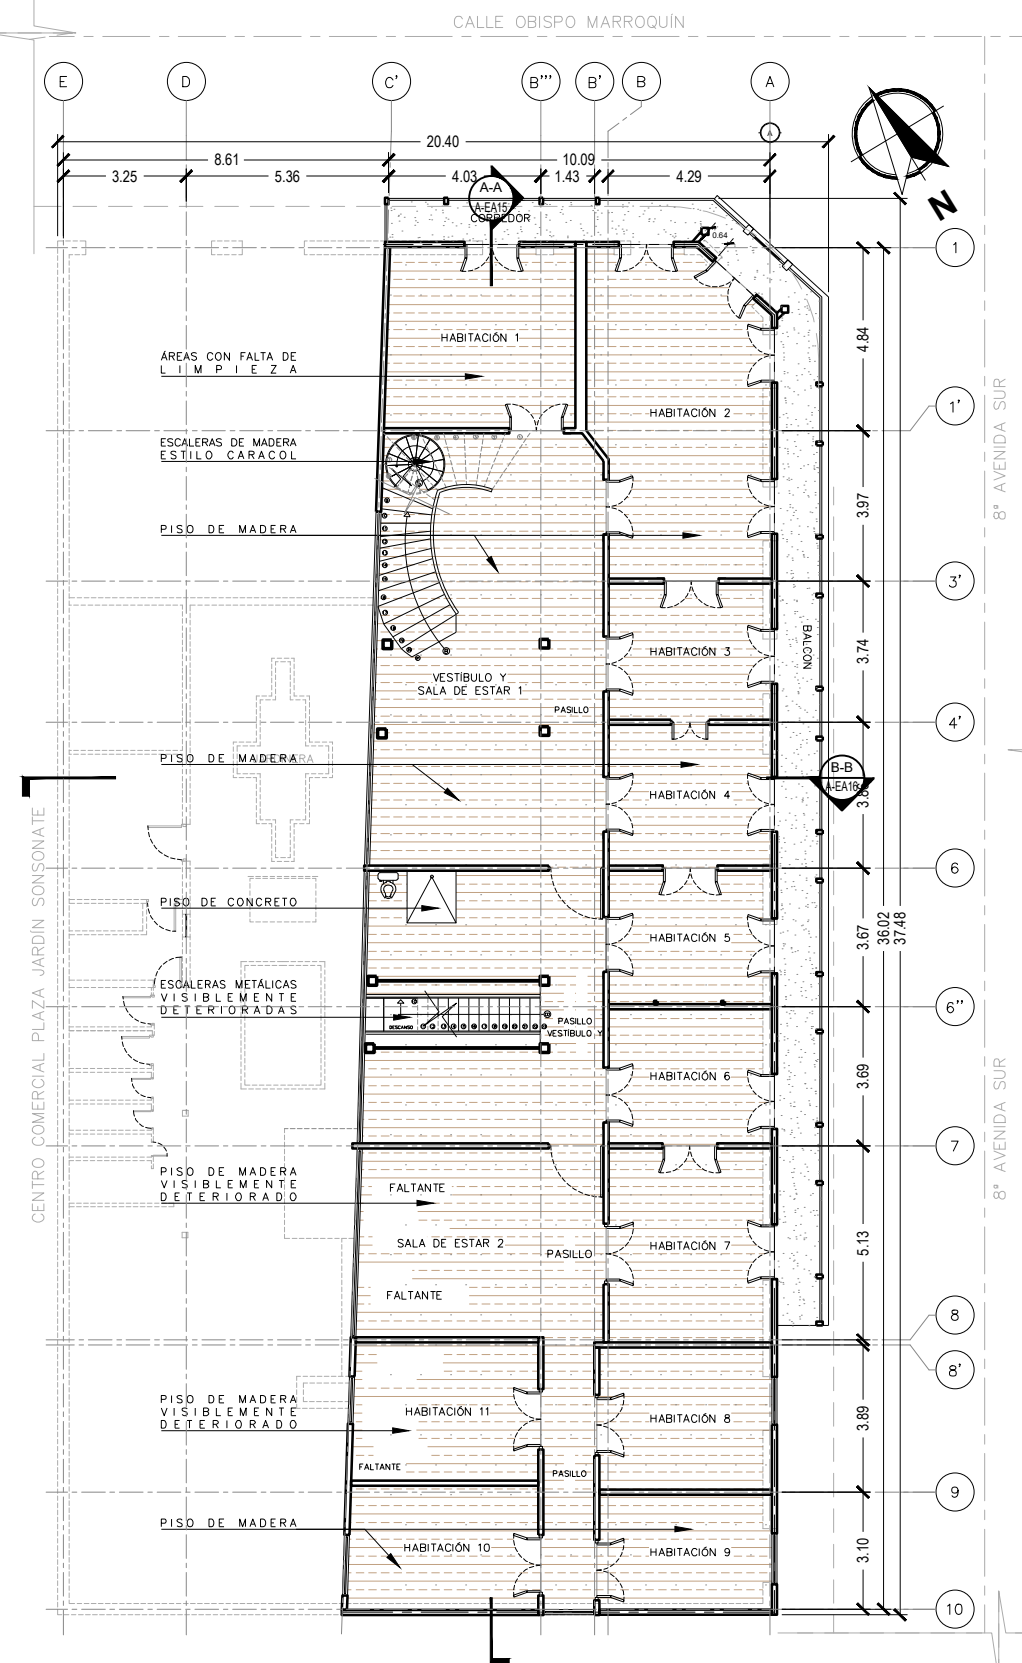 CALLE OBISPO MARROQUÍN
E
D
C'
B'''
B'
B
A
A
20.40
8.61
10.09
3.25
5.36
4.03
1.43
4.29
N
A-A
A-EA15
CORREDOR
0.64
1
HABITACIÓN 1
4.84
ÁREAS CON FALTA DE
LIMPIEZA
8ª AVENIDA SUR
1'
HABITACIÓN 2
ESCALERAS DE MADERA
ESTILO CARACOL
3.97
PISO DE MADERA
3'
BALCON
HABITACIÓN 3
3.74
VESTÍBULO Y
SALA DE ESTAR 1
PASILLO
4'
PISO DE MADERA
B-B
A-EA16
HABITACIÓN 4
CENTRO COMERCIAL PLAZA JARDIN SONSONATE
6
PISO DE CONCRETO
HABITACIÓN 5
3.67
36.02
37.48
ESCALERAS METÁLICAS
VISIBLEMENTE
DETERIORADAS
6''
DESCANSO
PASILLO
VESTÍBULO Y
HABITACIÓN 6
3.69
8ª AVENIDA SUR
7
PISO DE MADERA
VISIBLEMENTE
DETERIORADO
FALTANTE
SALA DE ESTAR 2
PASILLO
HABITACIÓN 7
5.13
FALTANTE
8
8'
PISO DE MADERA
VISIBLEMENTE
DETERIORADO
HABITACIÓN 11
HABITACIÓN 8
3.89
FALTANTE
PASILLO
9
PISO DE MADERA
HABITACIÓN 10
HABITACIÓN 9
3.10
10